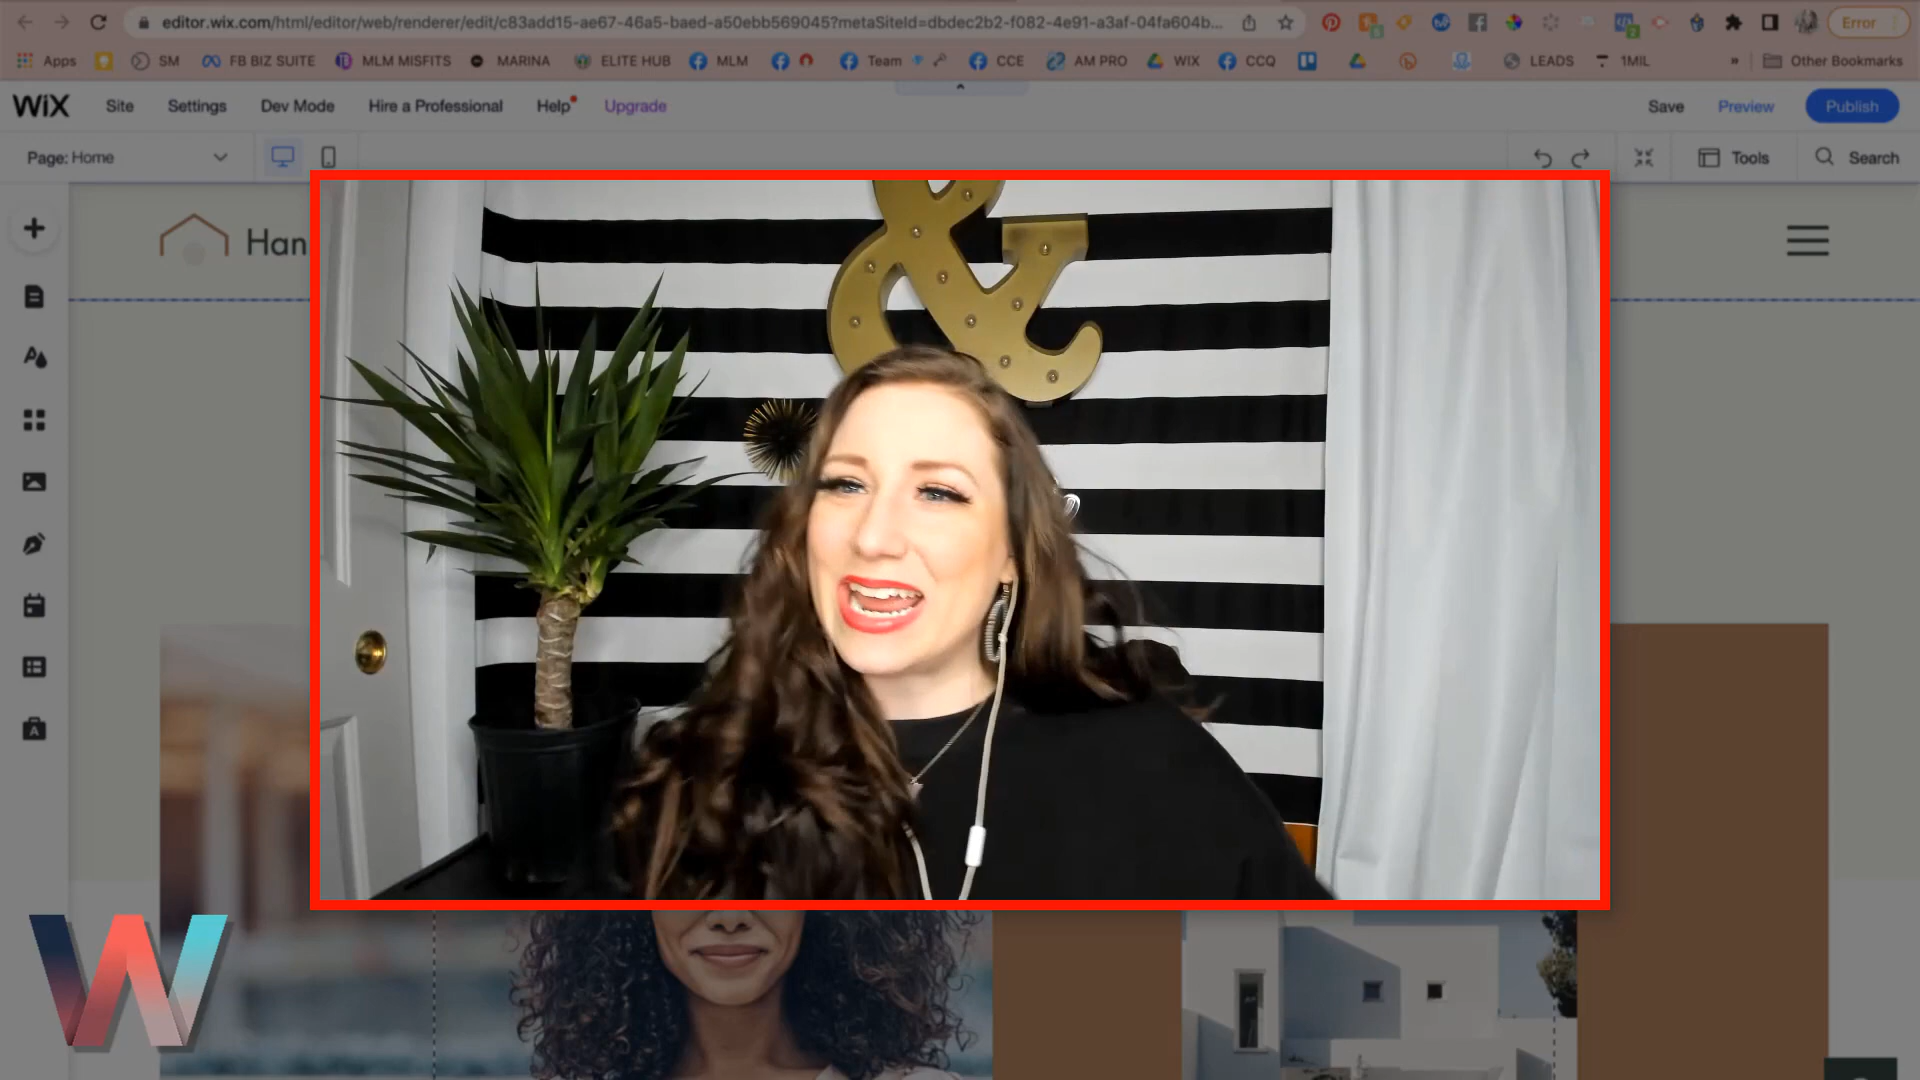 editor.wix.com/html/editor/web/renderer/edit/c83add15-ae67-46a5-baed-a50ebb569045?metaSiteId=dbdec2b2-f082-4e91-a3af-04fa604b...
Error
Apps SM FB BIZ SUITE MLM MISFITS MARINA ELITE HUB MLM Team CCE AM PRO WIX CCQ LEADS 1MIL » Other Bookmarks
WiX Site Settings Dev Mode Hire a Professional Help Upgrade Save Preview Publish
Page: Home Tools Search
Han
&
W